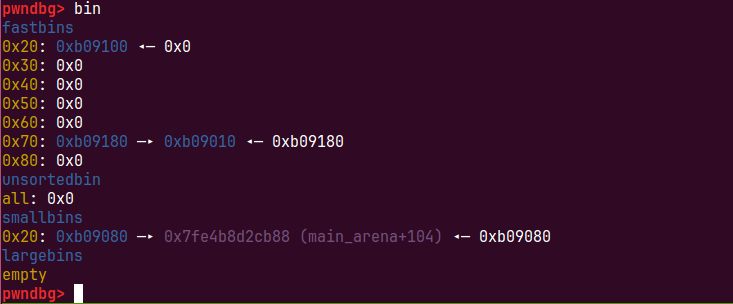 pwndbg> bin
fastbins
0x20: 0xb09100 ◂— 0x0
0x30: 0x0
0x40: 0x0
0x50: 0x0
0x60: 0x0
0x70: 0xb09180 —▸ 0xb09010 ◂— 0xb09180
0x80: 0x0
unsortedbin
all: 0x0
smallbins
0x20: 0xb09080 —▸ 0x7fe4b8d2cb88 (main_arena+104) ◂— 0xb09080
largebins
empty
pwndbg>